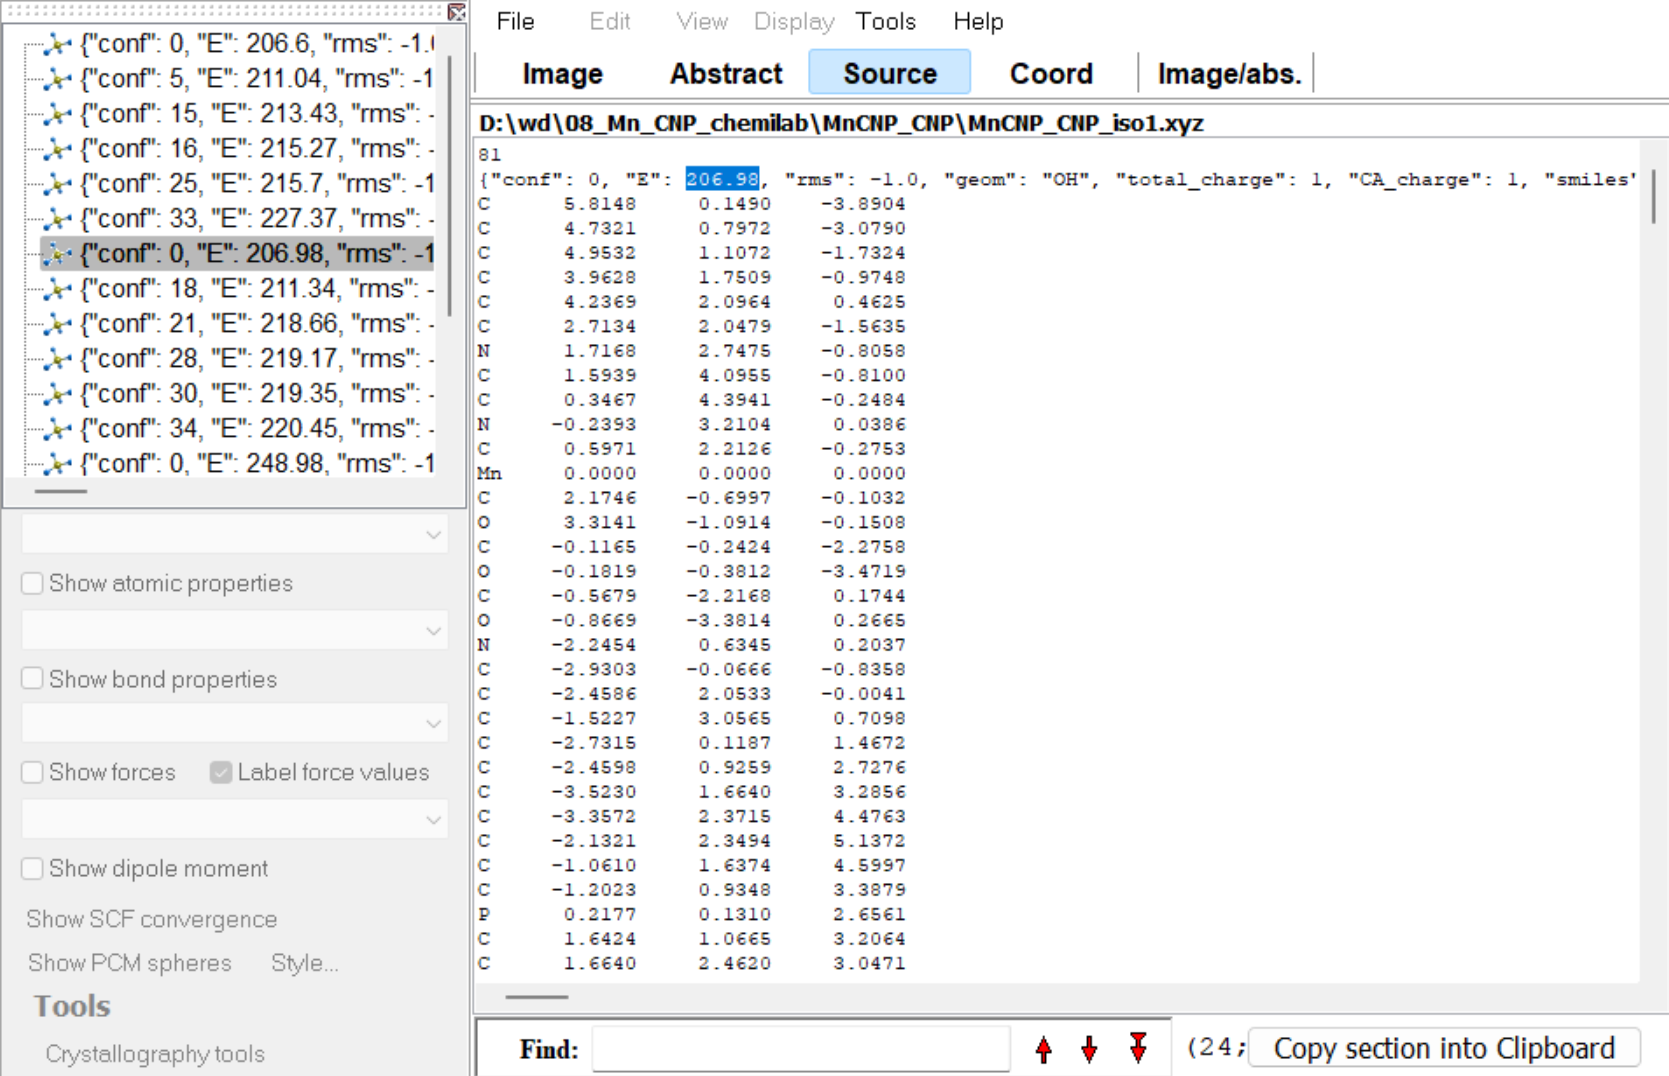 {"conf": 0, "E": 206.6, "rms": -1.
{"conf": 5, "E": 211.04, "rms": -1
{"conf": 15, "E": 213.43, "rms": -
{"conf": 16, "E": 215.27, "rms": -
{"conf": 25, "E": 215.7, "rms": -1
{"conf": 33, "E": 227.37, "rms": -
{"conf": 0, "E": 206.98, "rms": -1
{"conf": 18, "E": 211.34, "rms": -
{"conf": 21, "E": 218.66, "rms": -
{"conf": 28, "E": 219.17, "rms": -
{"conf": 30, "E": 219.35, "rms": -
{"conf": 34, "E": 220.45, "rms": -
{"conf": 0, "E": 248.98, "rms": -1
Show atomic properties
Show bond properties
Show forces Label force values
Show dipole moment
Show SCF convergence
Show PCM spheres Style...
Tools
Crystallography tools
File Edit View Display Tools Help
Image Abstract Source Coord Image/abs.
D:\wd\08_Mn_CNP_chemilab\MnCNP_CNP\MnCNP_CNP_iso1.xyz
81
{"conf": 0, "E": 206.98, "rms": -1.0, "geom": "OH", "total_charge": 1, "CA_charge": 1, "smiles"
C 5.8148 0.1490 -3.8904
C 4.7321 0.7972 -3.0790
C 4.9532 1.1072 -1.7324
C 3.9628 1.7509 -0.9748
C 4.2369 2.0964 0.4625
C 2.7134 2.0479 -1.5635
N 1.7168 2.7475 -0.8058
C 1.5939 4.0955 -0.8100
C 0.3467 4.3941 -0.2484
N -0.2393 3.2104 0.0386
C 0.5971 2.2126 -0.2753
Mn 0.0000 0.0000 0.0000
C 2.1746 -0.6997 -0.1032
O 3.3141 -1.0914 -0.1508
C -0.1165 -0.2424 -2.2758
O -0.1819 -0.3812 -3.4719
C -0.5679 -2.2168 0.1744
O -0.8669 -3.3814 0.2665
N -2.2454 0.6345 0.2037
C -2.9303 -0.0666 -0.8358
C -2.4586 2.0533 -0.0041
C -1.5227 3.0565 0.7098
C -2.7315 0.1187 1.4672
C -2.4598 0.9259 2.7276
C -3.5230 1.6640 3.2856
C -3.3572 2.3715 4.4763
C -2.1321 2.3494 5.1372
C -1.0610 1.6374 4.5997
C -1.2023 0.9348 3.3879
P 0.2177 0.1310 2.6561
C 1.6424 1.0665 3.2064
C 1.6640 2.4620 3.0471
Find: (24; Copy section into Clipboard